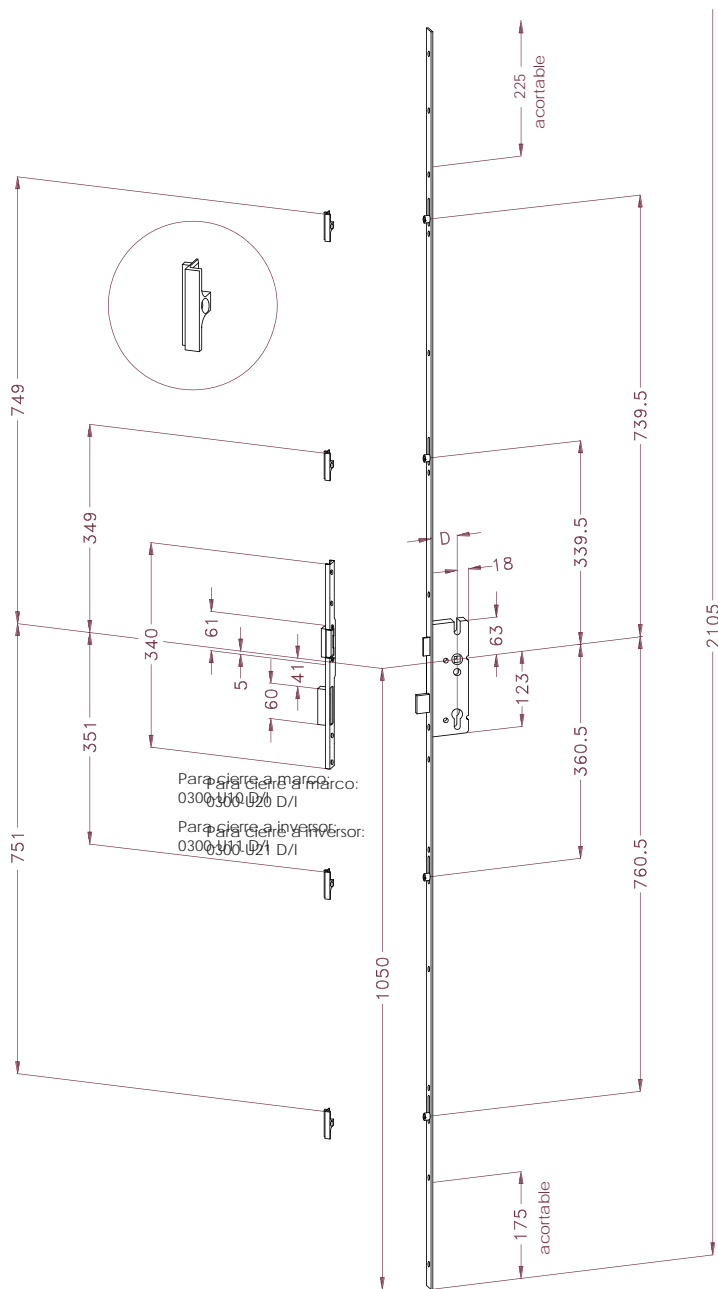 225
acortable
749
349
340
61
5
41
60
351
751
Para cierre a marco:
0300-U10 D/I
Para cierre a marco:
0300-U20 D/I
Para cierre a inversor:
0300-U11 D/I
Para cierre a inversor:
0300-U21 D/I
1050
D
18
63
123
739.5
339.5
360.5
760.5
2105
175
acortable